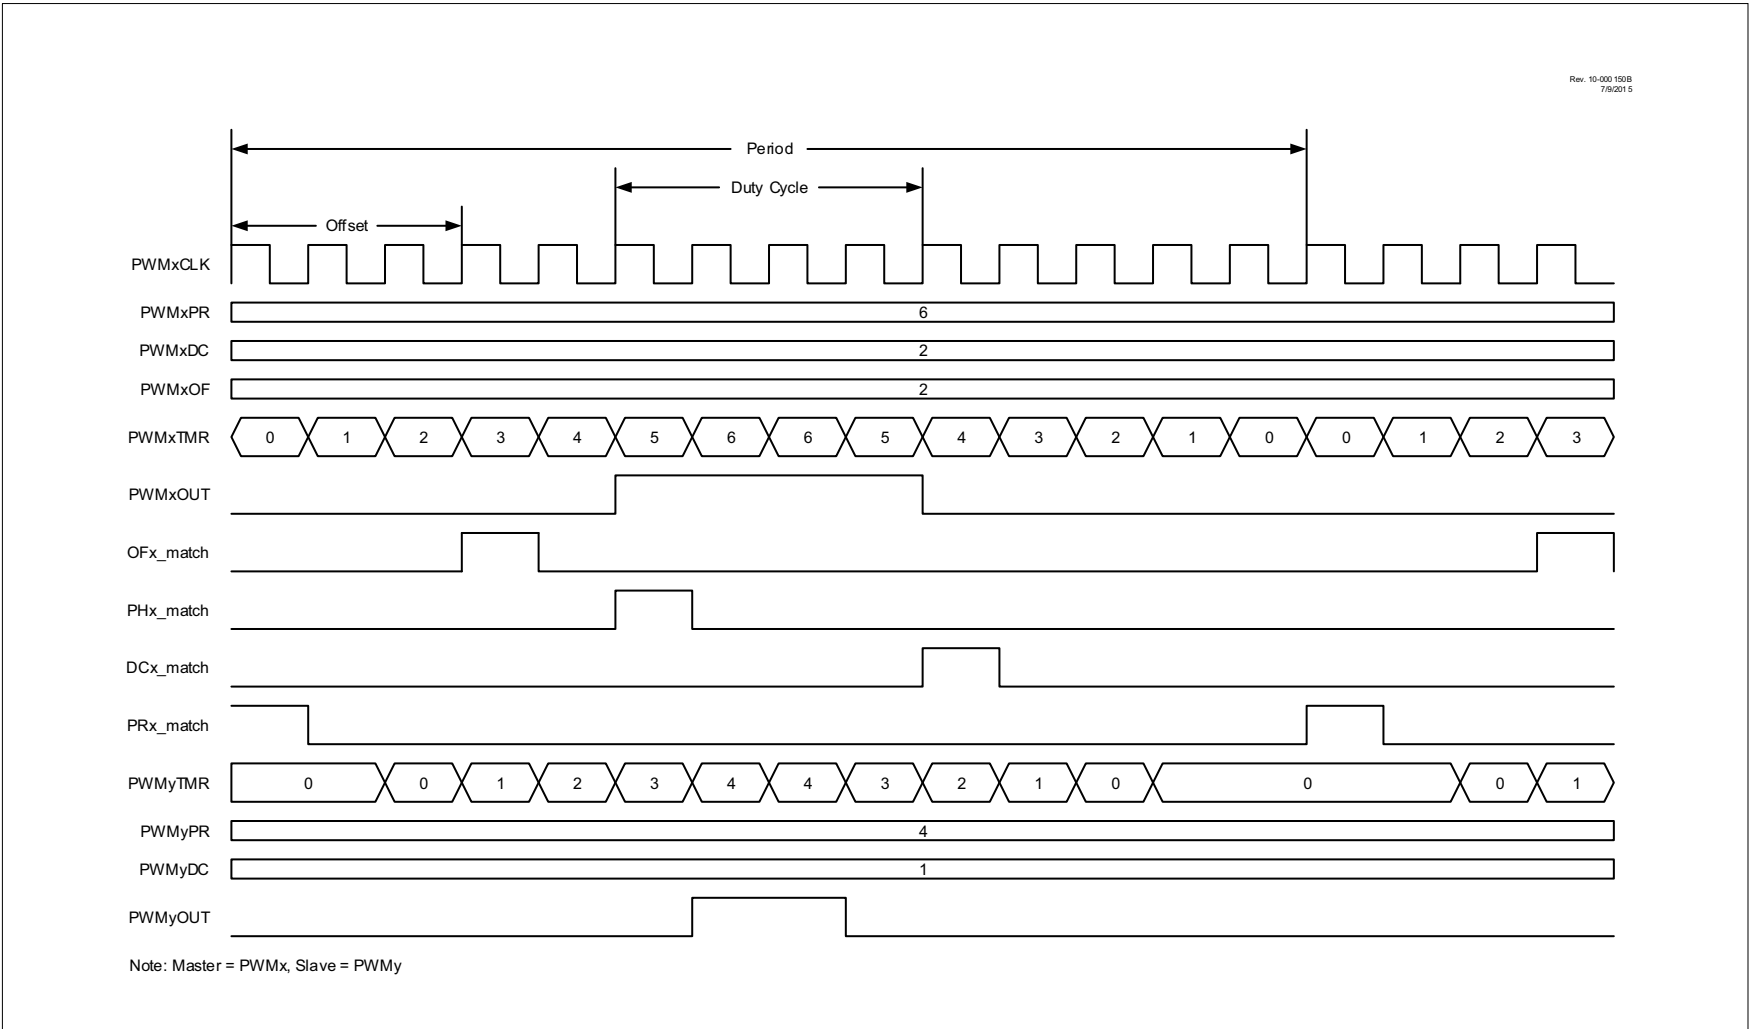 Rev. 10-000 150B
7/9/201 5
Period
Duty Cycle
Offset
PWMxCLK
PWMxPR 6
PWMxDC 2
PWMxOF 2
PWMxTMR 0 1 2 3 4 5 6 6 5 4 3 2 1 0 0 1 2 3
PWMxOUT
OFx_match
PHx_match
DCx_match
PRx_match
PWMyTMR 0 0 1 2 3 4 4 3 2 1 0 0 0 1
PWMyPR 4
PWMyDC 1
PWMyOUT
Note: Master = PWMx, Slave = PWMy